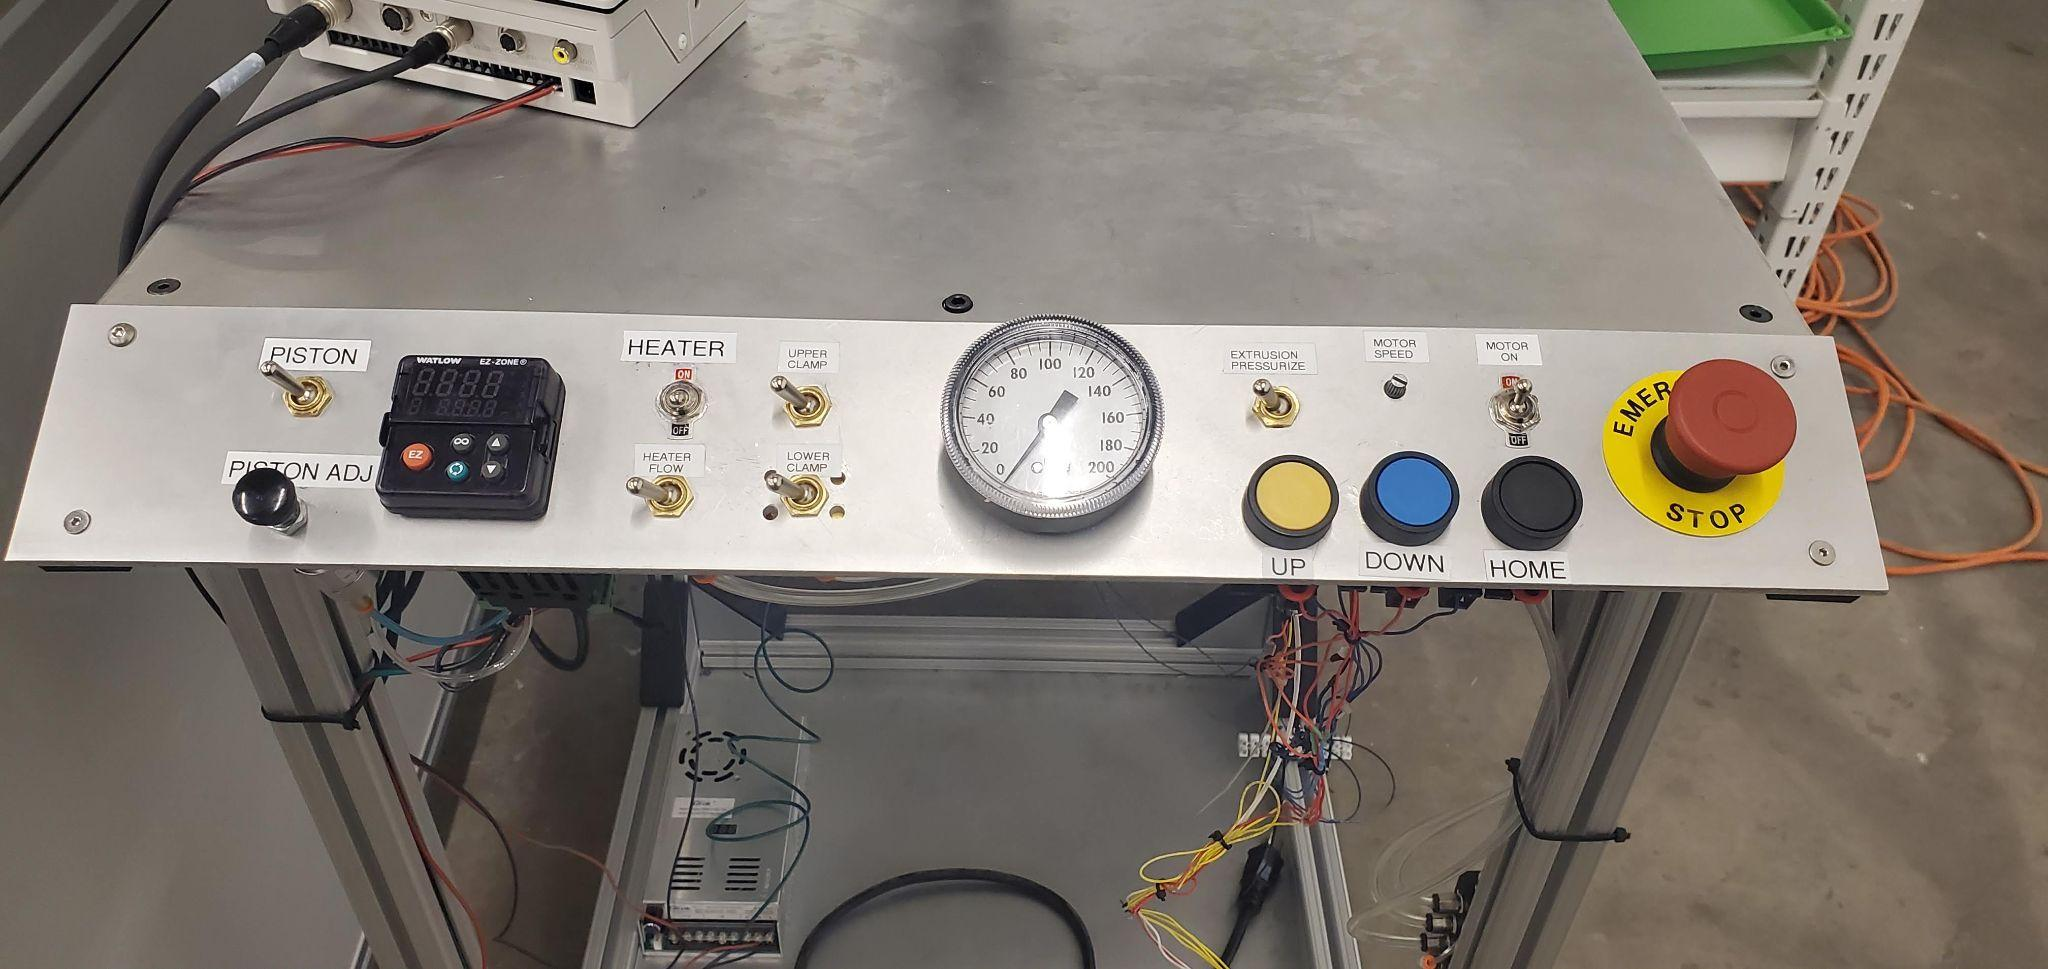 PISTON
WATLOW EZ-ZONE®
EZ
PISTON ADJ
HEATER
ON
OFF
HEATER
FLOW
UPPER
CLAMP
LOWER
CLAMP
0
20
40
60
80
100
120
140
160
180
200
EXTRUSION
PRESSURIZE
MOTOR
SPEED
MOTOR
ON
ON
OFF
UP
DOWN
HOME
EMER
STOP